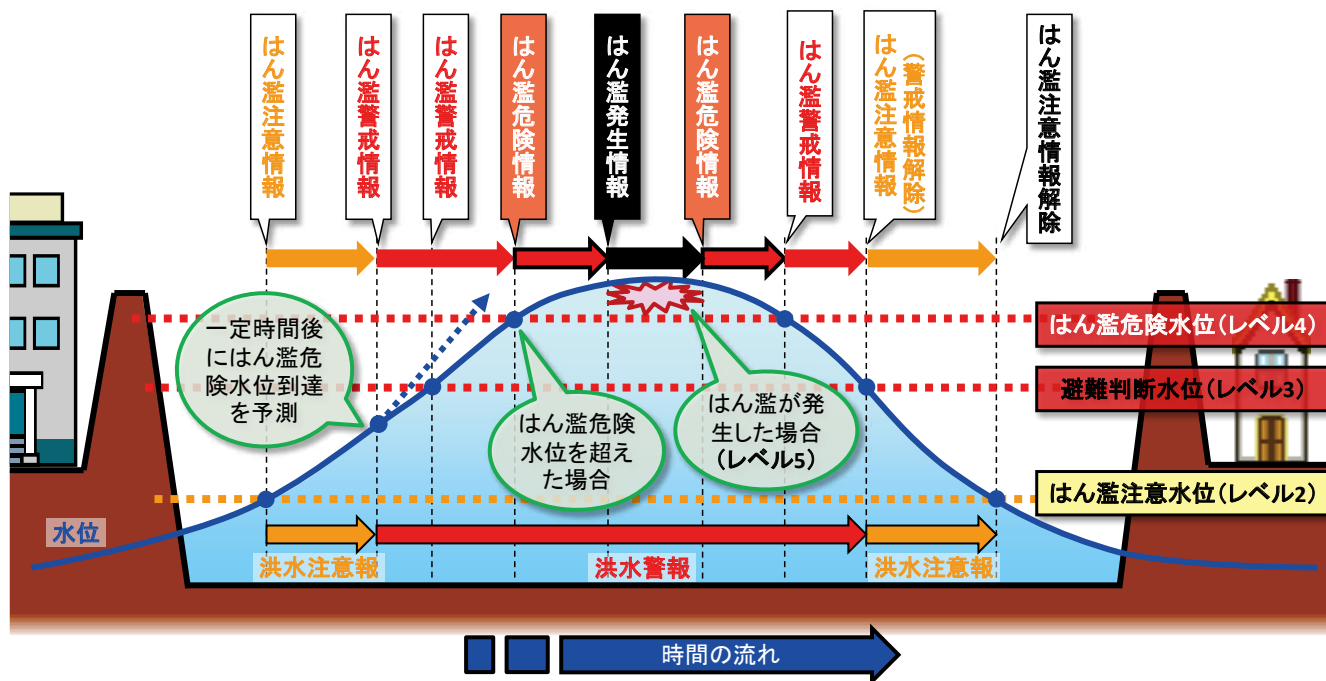 はん濫注意情報
はん濫警戒情報
はん濫警戒情報
はん濫危険情報
はん濫発生情報
はん濫危険情報
はん濫警戒情報
(警戒情報解除)
はん濫注意情報
はん濫注意情報解除
一定時間後
にはん濫危
険水位到達
を予測
はん濫危険
水位を超え
た場合
はん濫が発
生した場合
(レベル5)
はん濫危険水位(レベル4)
避難判断水位(レベル3)
はん濫注意水位(レベル2)
水位
洪水注意報
洪水警報
洪水注意報
時間の流れ